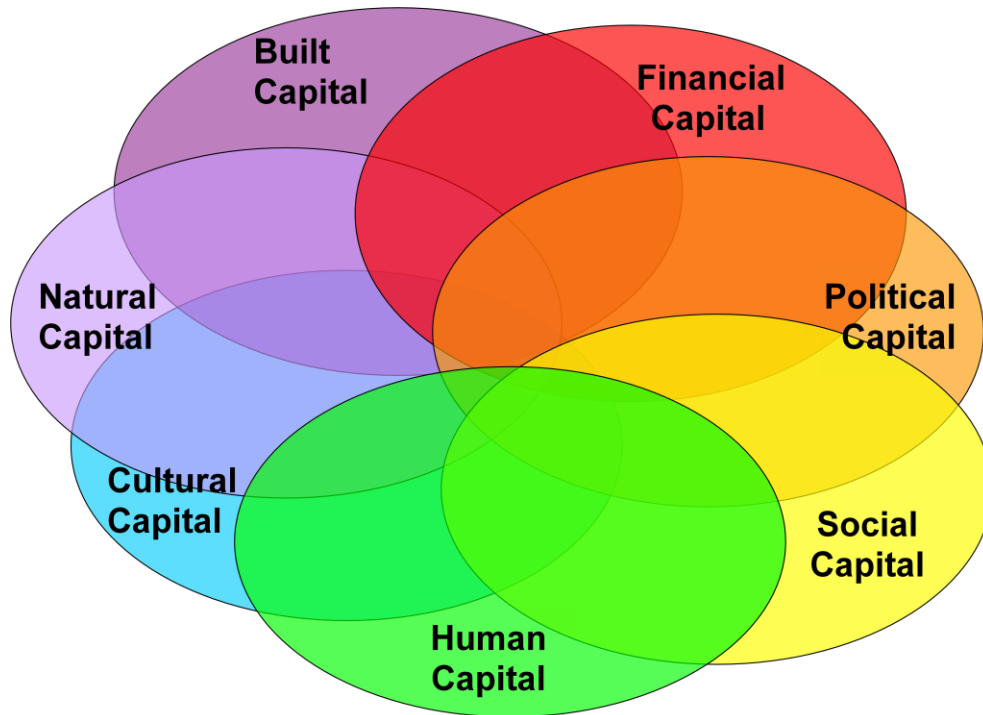 Built
Capital
Financial
Capital
Natural
Capital
Political
Capital
Cultural
Capital
Social
Capital
Human
Capital